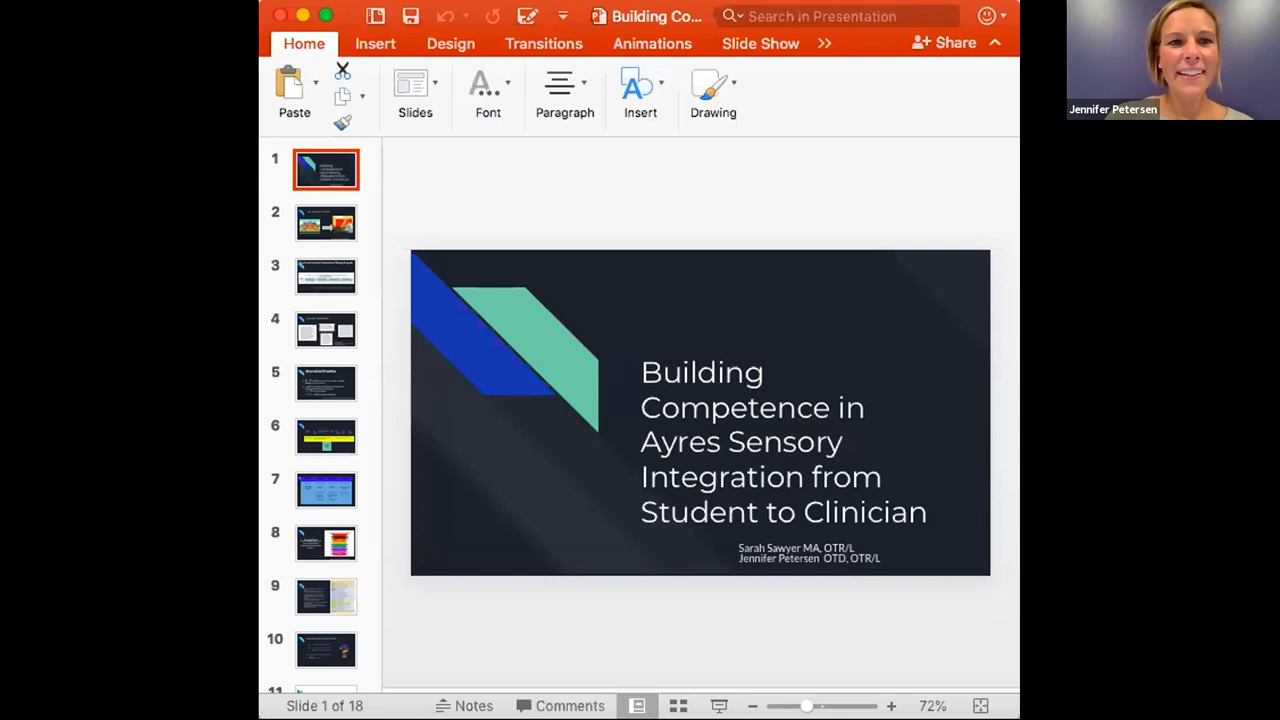 Building Co...
Search in Presentation
Home
Insert
Design
Transitions
Animations
Slide Show
Share
Paste
Slides
Font
Paragraph
Insert
Drawing
Jennifer Petersen
1
2
3
4
5
6
7
8
9
10
11
Building
Competence in
Ayres Sensory
Integration from
Student to Clinician
Sarah Sawyer MA, OTR/L
Jennifer Petersen OTD, OTR/L
Slide 1 of 18
Notes
Comments
72%